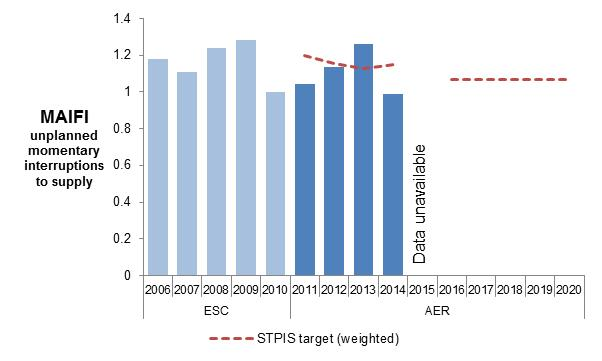 1.4
1.2
1
0.8
0.6
0.4
0.2
0
MAIFI
unplanned
momentary
interruptions
to supply
Data unavailable
2006 2007 2008 2009 2010 2011 2012 2013 2014 2015 2016 2017 2018 2019 2020
ESC AER
STPIS target (weighted)